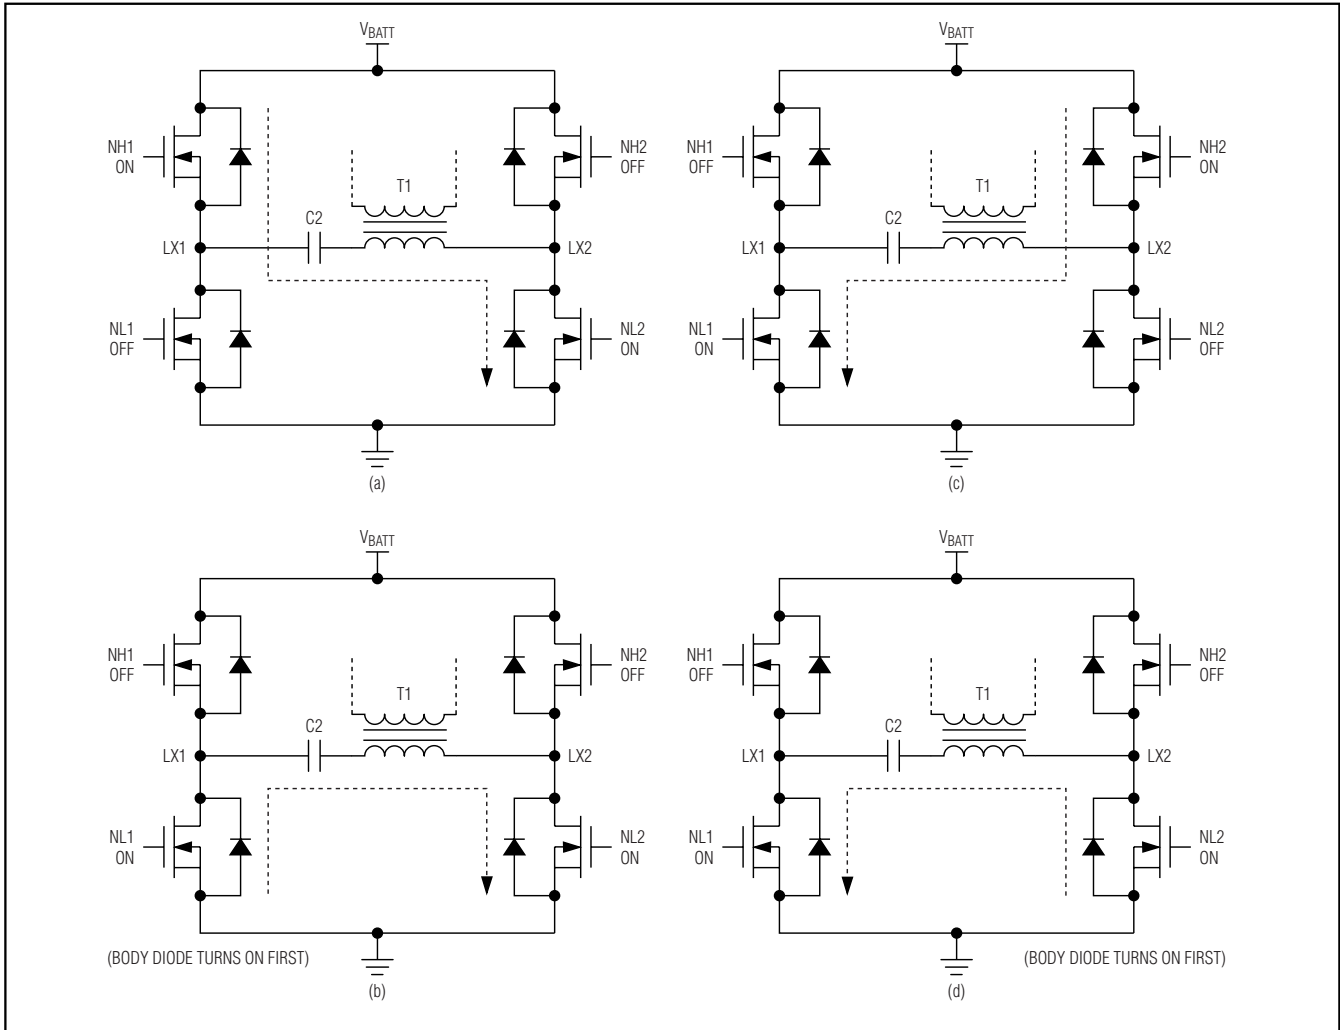 VBATT
NH1
ON
NH2
OFF
T1
C2
LX1
LX2
NL1
OFF
NL2
ON
(a)
VBATT
NH1
OFF
NH2
ON
T1
C2
LX1
LX2
NL1
ON
NL2
OFF
(c)
VBATT
NH1
OFF
NH2
OFF
T1
C2
LX1
LX2
NL1
ON
NL2
ON
(BODY DIODE TURNS ON FIRST)
(b)
VBATT
NH1
OFF
NH2
OFF
T1
C2
LX1
LX2
NL1
ON
NL2
ON
(BODY DIODE TURNS ON FIRST)
(d)